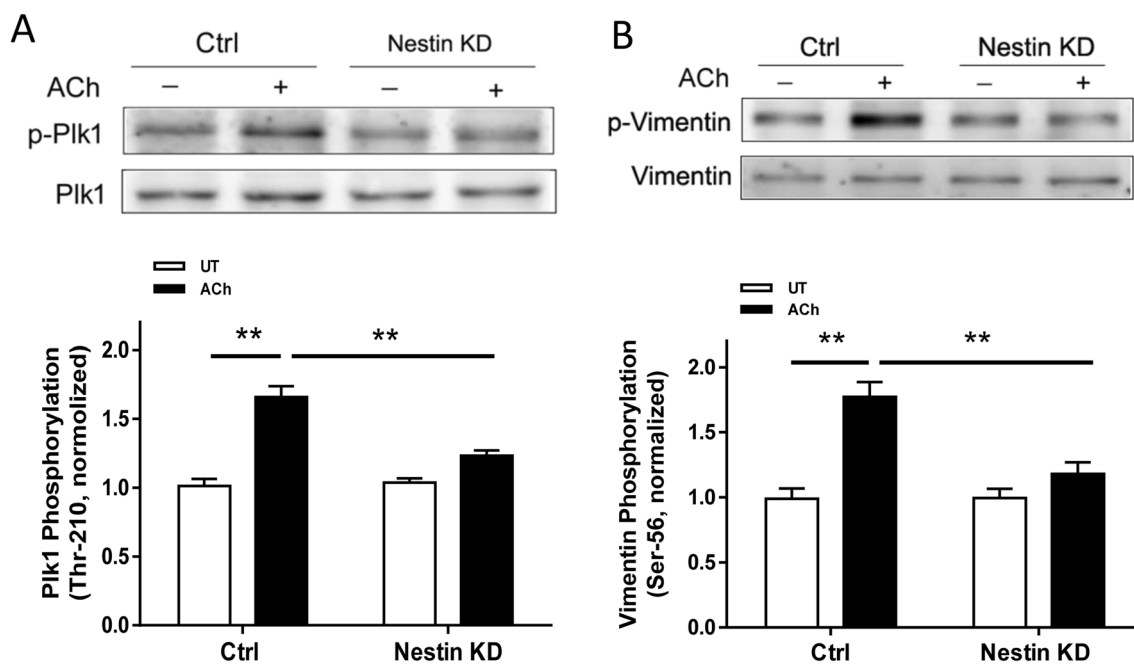 A
Ctrl
Nestin KD
ACh
− + − +
p-Plk1
Plk1
UT
ACh
** **
2.0
1.5
1.0
0.5
0.0
Plk1 Phosphorylation
(Thr-210, normolized)
Ctrl
Nestin KD
B
Ctrl
Nestin KD
ACh
− + − +
p-Vimentin
Vimentin
UT
ACh
** **
2.0
1.5
1.0
0.5
0.0
Vimentin Phosphorylation
(Ser-56, normalized)
Ctrl
Nestin KD